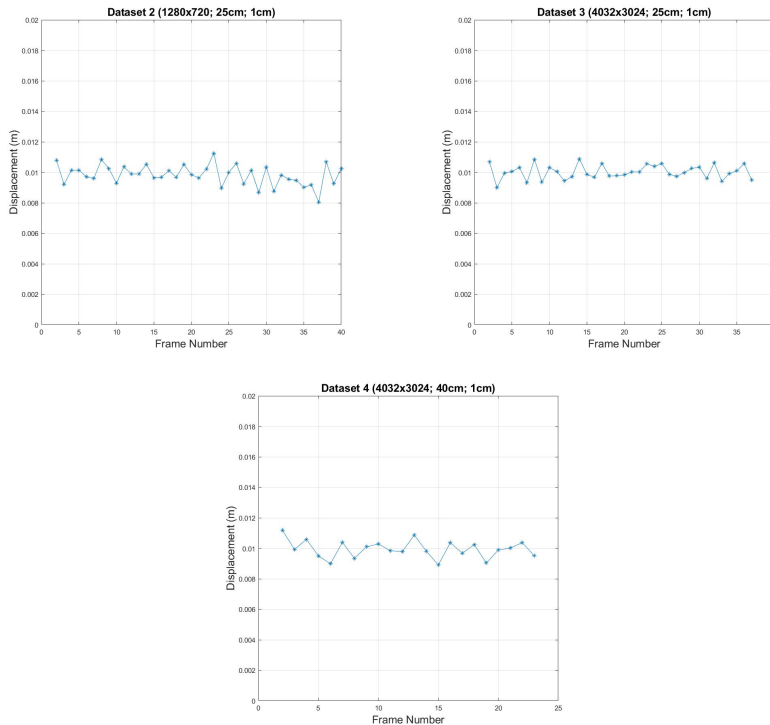 Dataset 2 (1280x720; 25cm; 1cm)
0.02
0.018
0.016
0.014
0.012
0.01
0.008
0.006
0.004
0.002
0
Displacement (m)
0 5 10 15 20 25 30 35 40
Frame Number
Dataset 3 (4032x3024; 25cm; 1cm)
0.02
0.018
0.016
0.014
0.012
0.01
0.008
0.006
0.004
0.002
0
Displacement (m)
0 5 10 15 20 25 30 35
Frame Number
Dataset 4 (4032x3024; 40cm; 1cm)
0.02
0.018
0.016
0.014
0.012
0.01
0.008
0.006
0.004
0.002
0
Displacement (m)
0 5 10 15 20 25
Frame Number